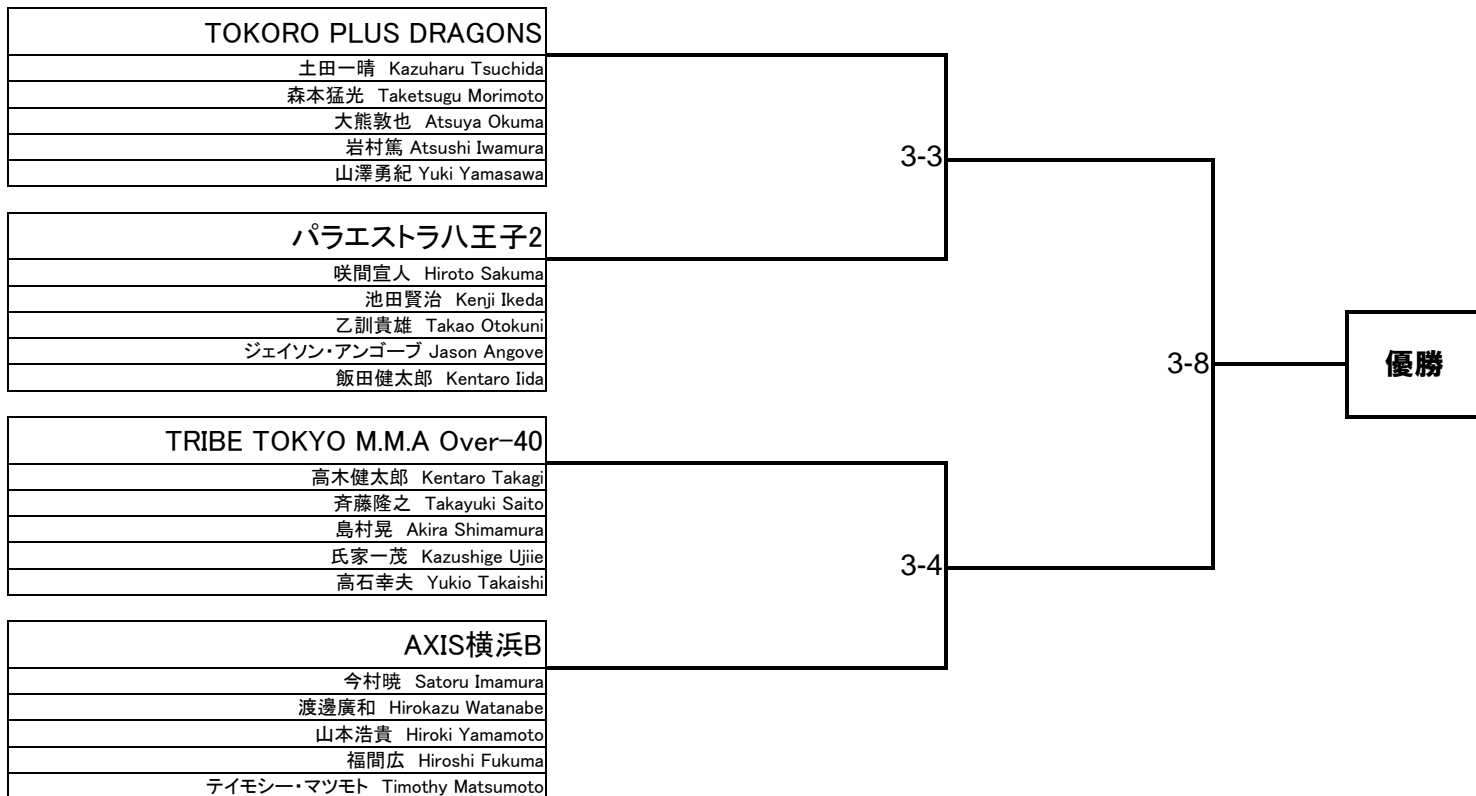 TOKORO PLUS DRAGONS
土田一晴 Kazuharu Tsuchida
森本猛光 Taketsugu Morimoto
大熊敦也 Atsuya Okuma
岩村篤 Atsushi Iwamura
山澤勇紀 Yuki Yamasawa
3-3
パラエストラ八王子2
咲間宣人 Hiroto Sakuma
池田賢治 Kenji Ikeda
乙訓貴雄 Takao Otokuni
ジェイソン・アンゴーブ Jason Angove
飯田健太郎 Kentaro Iida
3-8
優勝
TRIBE TOKYO M.M.A Over-40
高木健太郎 Kentaro Takagi
斉藤隆之 Takayuki Saito
島村晃 Akira Shimamura
氏家一茂 Kazushige Ujiie
高石幸夫 Yukio Takaishi
3-4
AXIS横浜B
今村暁 Satoru Imamura
渡邊廣和 Hirokazu Watanabe
山本浩貴 Hiroki Yamamoto
福間広 Hiroshi Fukuma
テイモシー・マツモト Timothy Matsumoto